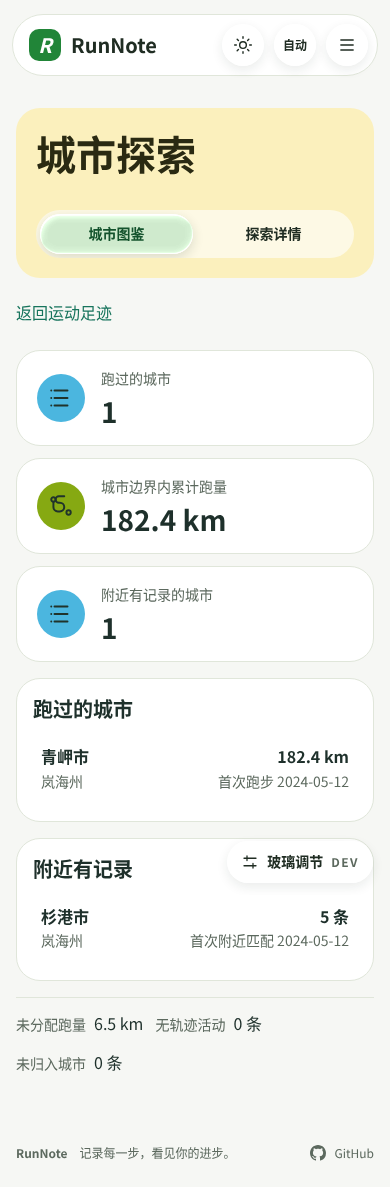 R RunNote 自动
城市探索
城市图鉴 探索详情
返回运动足迹
跑过的城市
1
城市边界内累计跑量
182.4 km
附近有记录的城市
1
跑过的城市
青岬市 182.4 km
岚海州 首次跑步 2024-05-12
附近有记录 玻璃调节 DEV
杉港市 5 条
岚海州 首次附近匹配 2024-05-12
未分配跑量 6.5 km 无轨迹活动 0 条
未归入城市 0 条
RunNote 记录每一步，看见你的进步。 GitHub